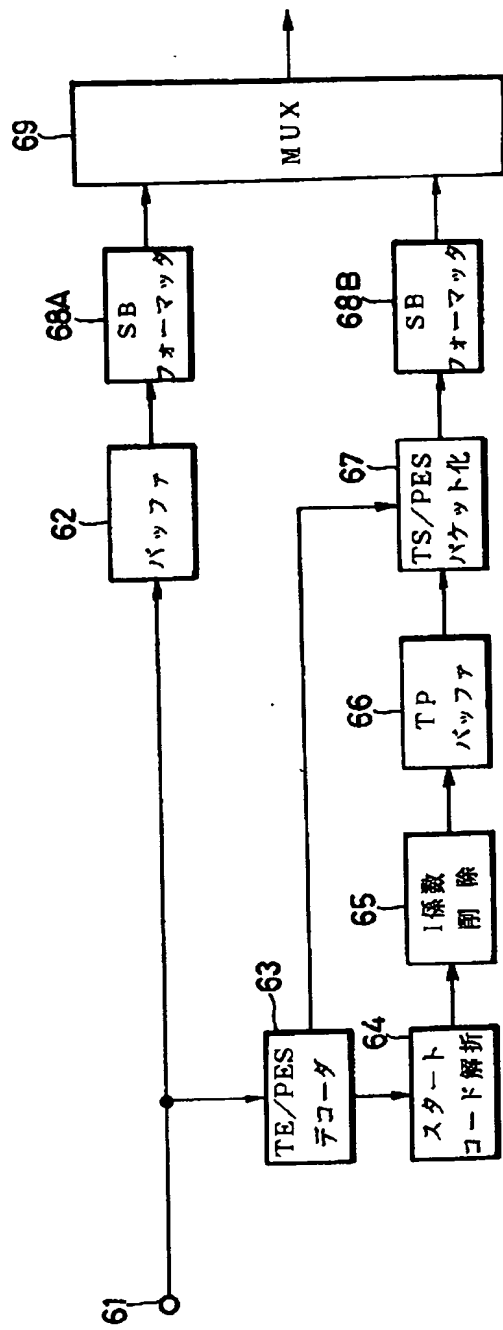 61
62
バッファ
68A
SB
フォーマッタ
69
MUX
63
TE/PES
デコーダ
64
スタート
コード解折
65
I係数
削除
66
TP
バッファ
67
TS/PES
パケット化
68B
SB
フォーマッタ